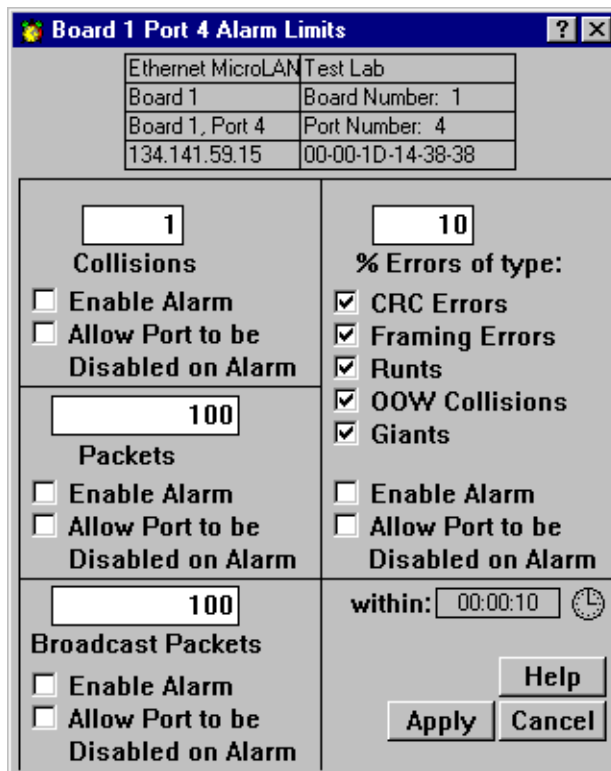 Board 1 Port 4 Alarm Limits
Ethernet MicroLAN Test Lab
Board 1 Board Number: 1
Board 1, Port 4 Port Number: 4
134.141.59.15 00-00-1D-14-38-38
1
Collisions
Enable Alarm
Allow Port to be
Disabled on Alarm
100
Packets
Enable Alarm
Allow Port to be
Disabled on Alarm
100
Broadcast Packets
Enable Alarm
Allow Port to be
Disabled on Alarm
10
% Errors of type:
CRC Errors
Framing Errors
Runts
OOW Collisions
Giants
Enable Alarm
Allow Port to be
Disabled on Alarm
within: 00:00:10
Help
Apply Cancel